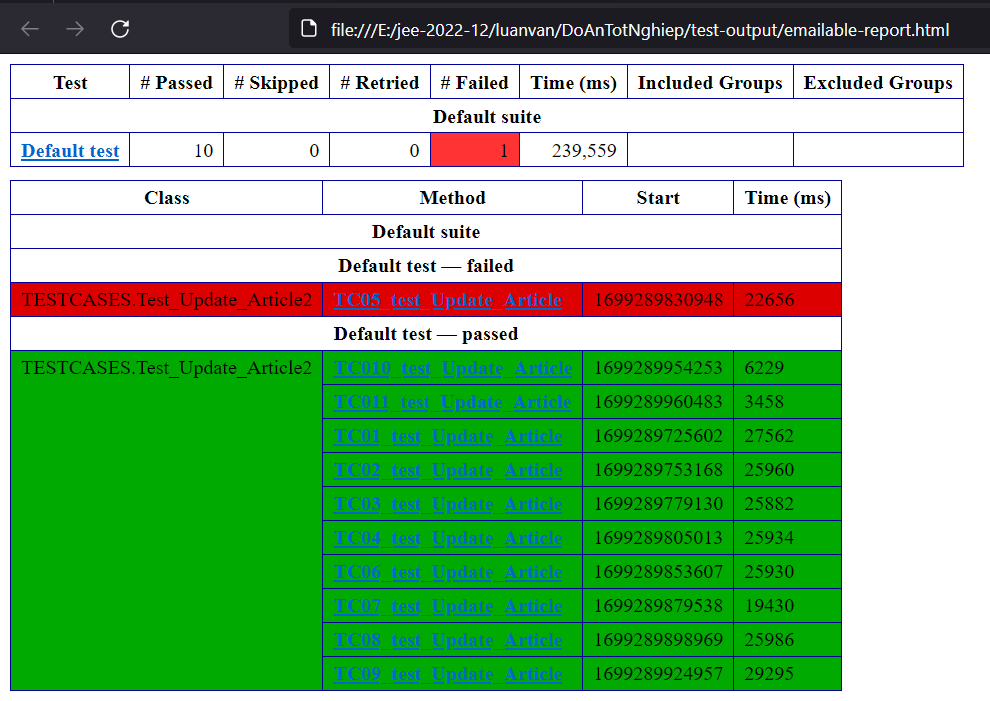 file:///E:/jee-2022-12/luanvan/DoAnTotNghiep/test-output/emailable-report.html
Test # Passed # Skipped # Retried # Failed Time (ms) Included Groups Excluded Groups
Default suite
Default test 10 0 0 1 239,559
Class Method Start Time (ms)
Default suite
Default test — failed
TESTCASES.Test_Update_Article2 TC05_test_Update_Article 1699289830948 22656
Default test — passed
TESTCASES.Test_Update_Article2 TC010_test_Update_Article 1699289954253 6229
TC011_test_Update_Article 1699289960483 3458
TC01_test_Update_Article 1699289725602 27562
TC02_test_Update_Article 1699289753168 25960
TC03_test_Update_Article 1699289779130 25882
TC04_test_Update_Article 1699289805013 25934
TC06_test_Update_Article 1699289853607 25930
TC07_test_Update_Article 1699289879538 19430
TC08_test_Update_Article 1699289898969 25986
TC09_test_Update_Article 1699289924957 29295